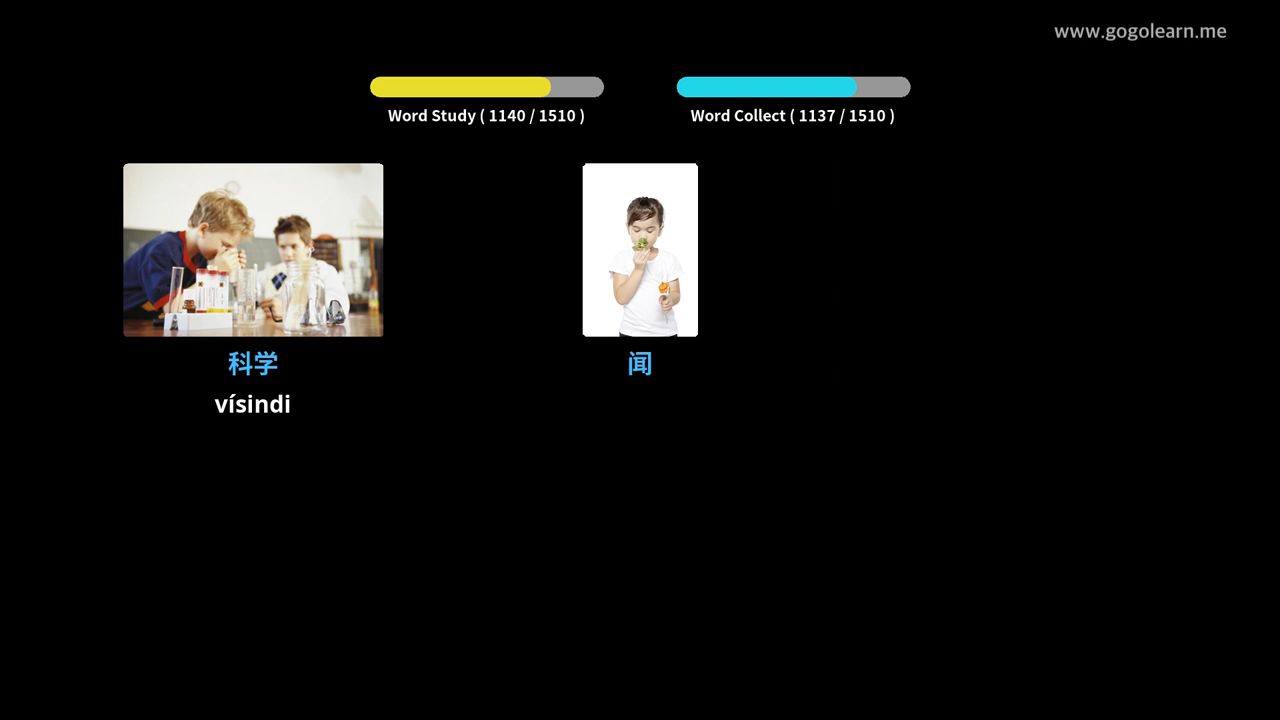 www.gogolearn.me
Word Study ( 1140 / 1510 )
Word Collect ( 1137 / 1510 )
科学
vísindi
闻